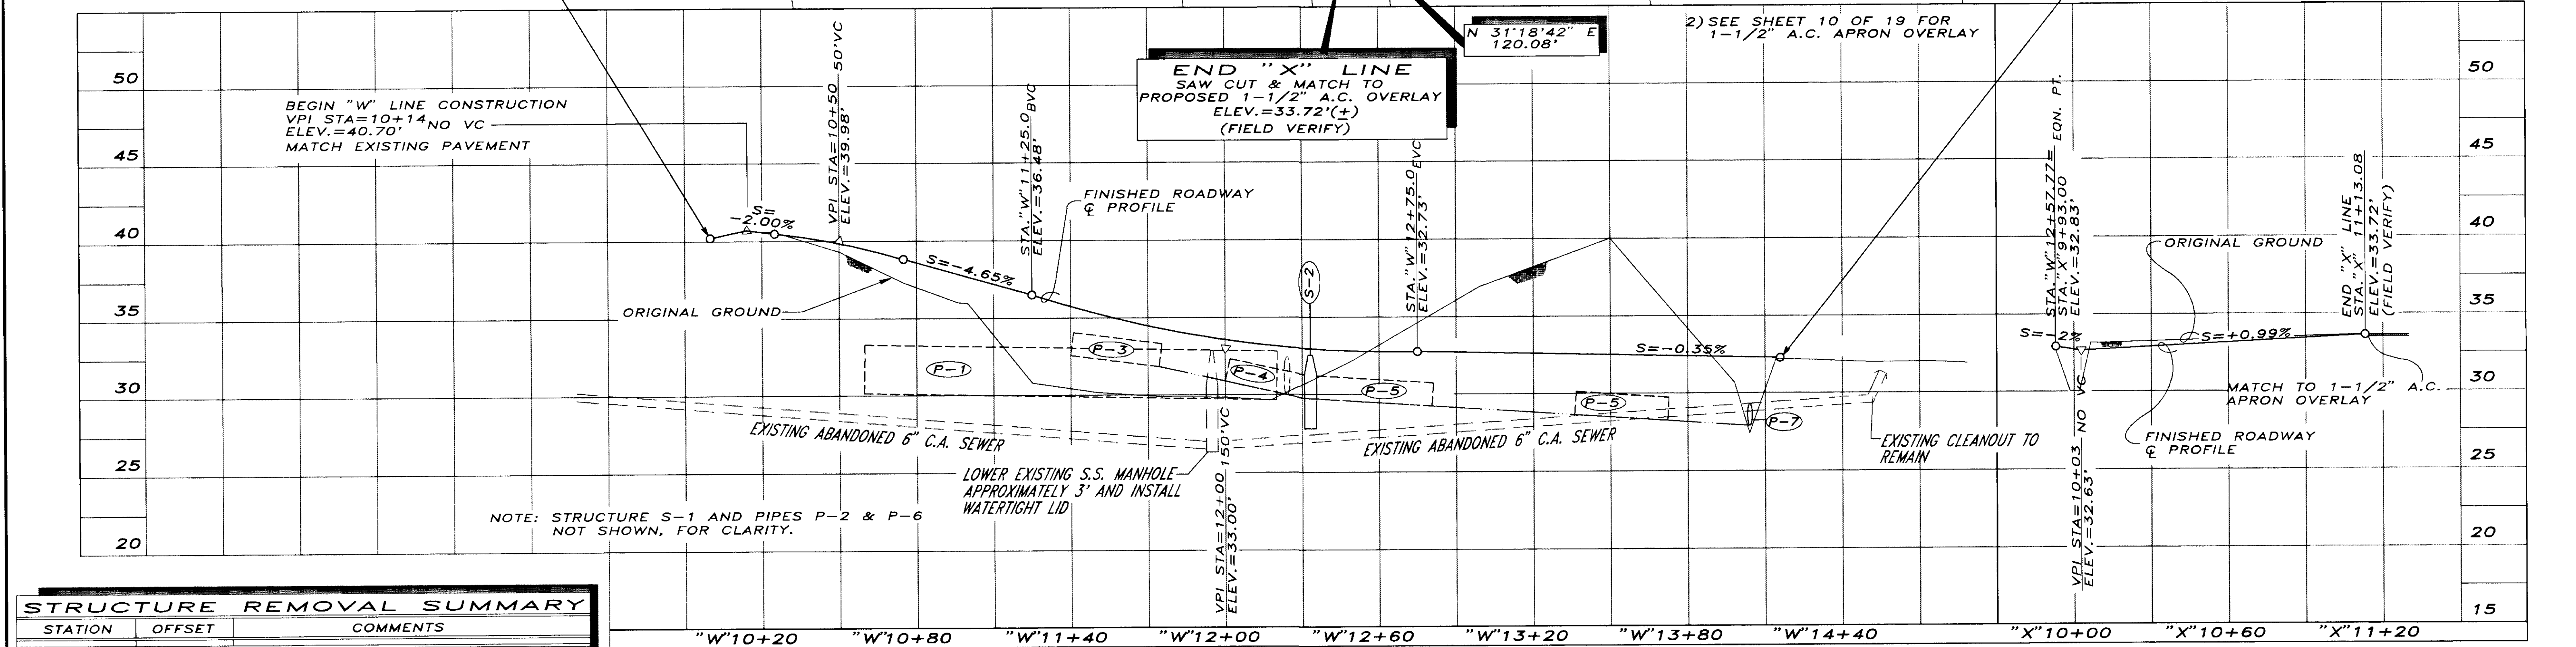 N 31°18'42" E
120.08'
2) SEE SHEET 10 OF 19 FOR
1-1/2" A.C. APRON OVERLAY
END "X" LINE
SAW CUT & MATCH TO
PROPOSED 1-1/2" A.C. OVERLAY
ELEV.=33.72'(±)
(FIELD VERIFY)
50
45
40
35
30
25
20
50
45
40
35
30
25
20
15
BEGIN "W" LINE CONSTRUCTION
VPI STA=10+14 NO VC
ELEV.=40.70'
MATCH EXISTING PAVEMENT
S=
-2.00%
VPI STA=10+50 50'VC
ELEV.=39.98'
S=-4.65%
STA."W"11+25.0 BVC
ELEV.=36.48'
FINISHED ROADWAY
℄ PROFILE
ORIGINAL GROUND
P-1
P-3
P-4
S-2
P-5
P-5
P-7
STA."W"12+75.0 EVC
ELEV.=32.73'
S=-0.35%
EXISTING ABANDONED 6" C.A. SEWER
EXISTING ABANDONED 6" C.A. SEWER
LOWER EXISTING S.S. MANHOLE
APPROXIMATELY 3' AND INSTALL
WATERTIGHT LID
VPI STA=12+00 150'VC
ELEV.=33.00'
EXISTING CLEANOUT TO
REMAIN
NOTE: STRUCTURE S-1 AND PIPES P-2 & P-6
NOT SHOWN, FOR CLARITY.
STA."W"12+57.77= EQN. PT.
STA."X"9+93.00
ELEV.=32.83'
S=-2%
VPI STA=10+03 NO VC
ELEV.=32.63'
S=+0.99%
ORIGINAL GROUND
END "X" LINE
STA."X" 11+13.08
ELEV.=33.72'
(FIELD VERIFY)
MATCH TO 1-1/2" A.C.
APRON OVERLAY
FINISHED ROADWAY
℄ PROFILE
STRUCTURE REMOVAL SUMMARY
STATION OFFSET COMMENTS
"W"10+20 "W"10+80 "W"11+40 "W"12+00 "W"12+60 "W"13+20 "W"13+80 "W"14+40 "X"10+00 "X"10+60 "X"11+20